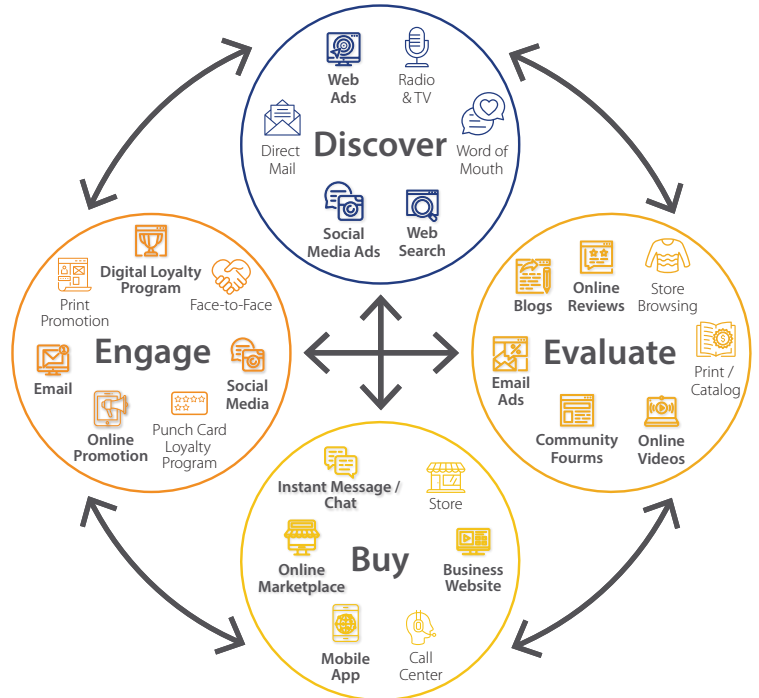 Web
Ads
Radio
& TV
Direct
Mail
Discover
Word of
Mouth
Social
Media Ads
Web
Search
Digital Loyalty
Program
Print
Promotion
Face-to-Face
Engage
Email
Social
Media
Online
Promotion
Punch Card
Loyalty
Program
Blogs
Online
Reviews
Store
Browsing
Evaluate
Email
Ads
Print /
Catalog
Community
Fourms
Online
Videos
Instant Message /
Chat
Store
Buy
Online
Marketplace
Business
Website
Mobile
App
Call
Center